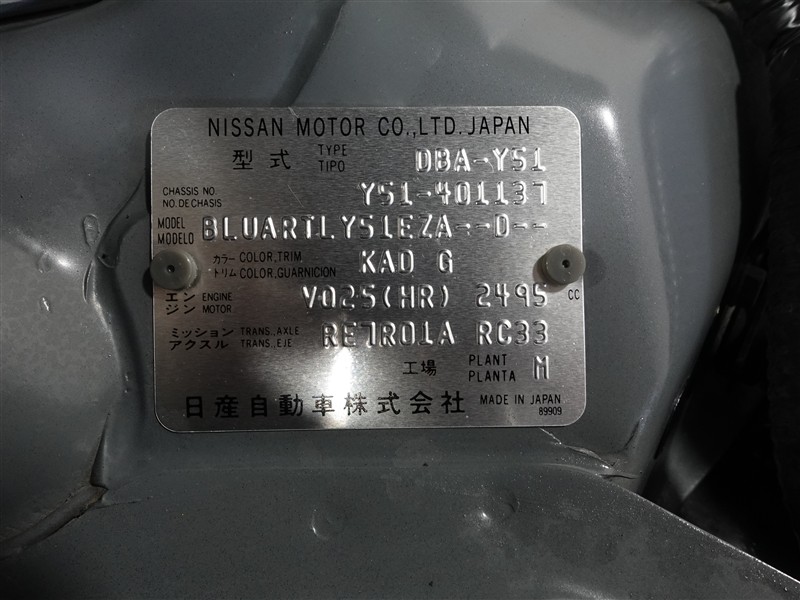 NISSAN MOTOR CO.,LTD. JAPAN
型式 TYPE TIPO DBA-Y51
CHASSIS NO. NO. DE CHASIS Y51-401137
MODEL MODELO BLUARTLY51EZA--D--
カラー COLOR,TRIM トリム COLOR,GUARNICION KAD G
エンジン ENGINE MOTOR VQ25(HR) 2495 CC
ミッション TRANS.,AXLE アクスル TRANS.,EJE RE7R01A RC33
工場 PLANT PLANTA M
日産自動車株式会社 MADE IN JAPAN
89909